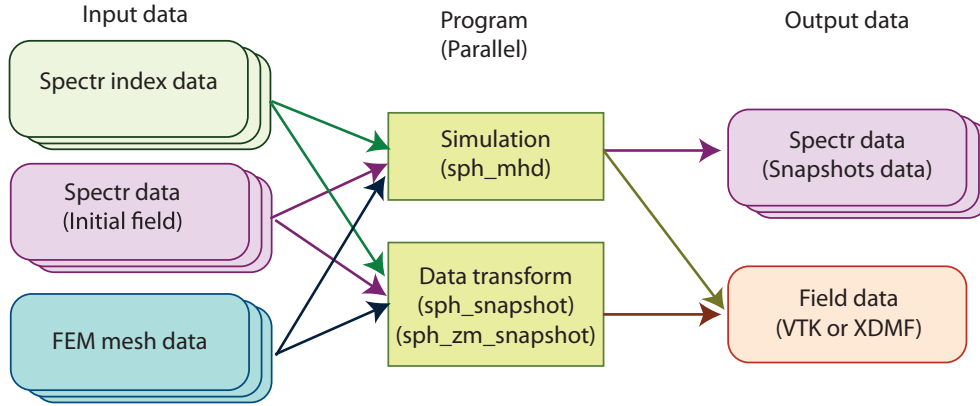 Input data
Program
(Parallel)
Output data
Spectr index data
Simulation
(sph_mhd)
Spectr data
(Snapshots data)
Spectr data
(Initial field)
Data transform
(sph_snapshot)
(sph_zm_snapshot)
Field data
(VTK or XDMF)
FEM mesh data